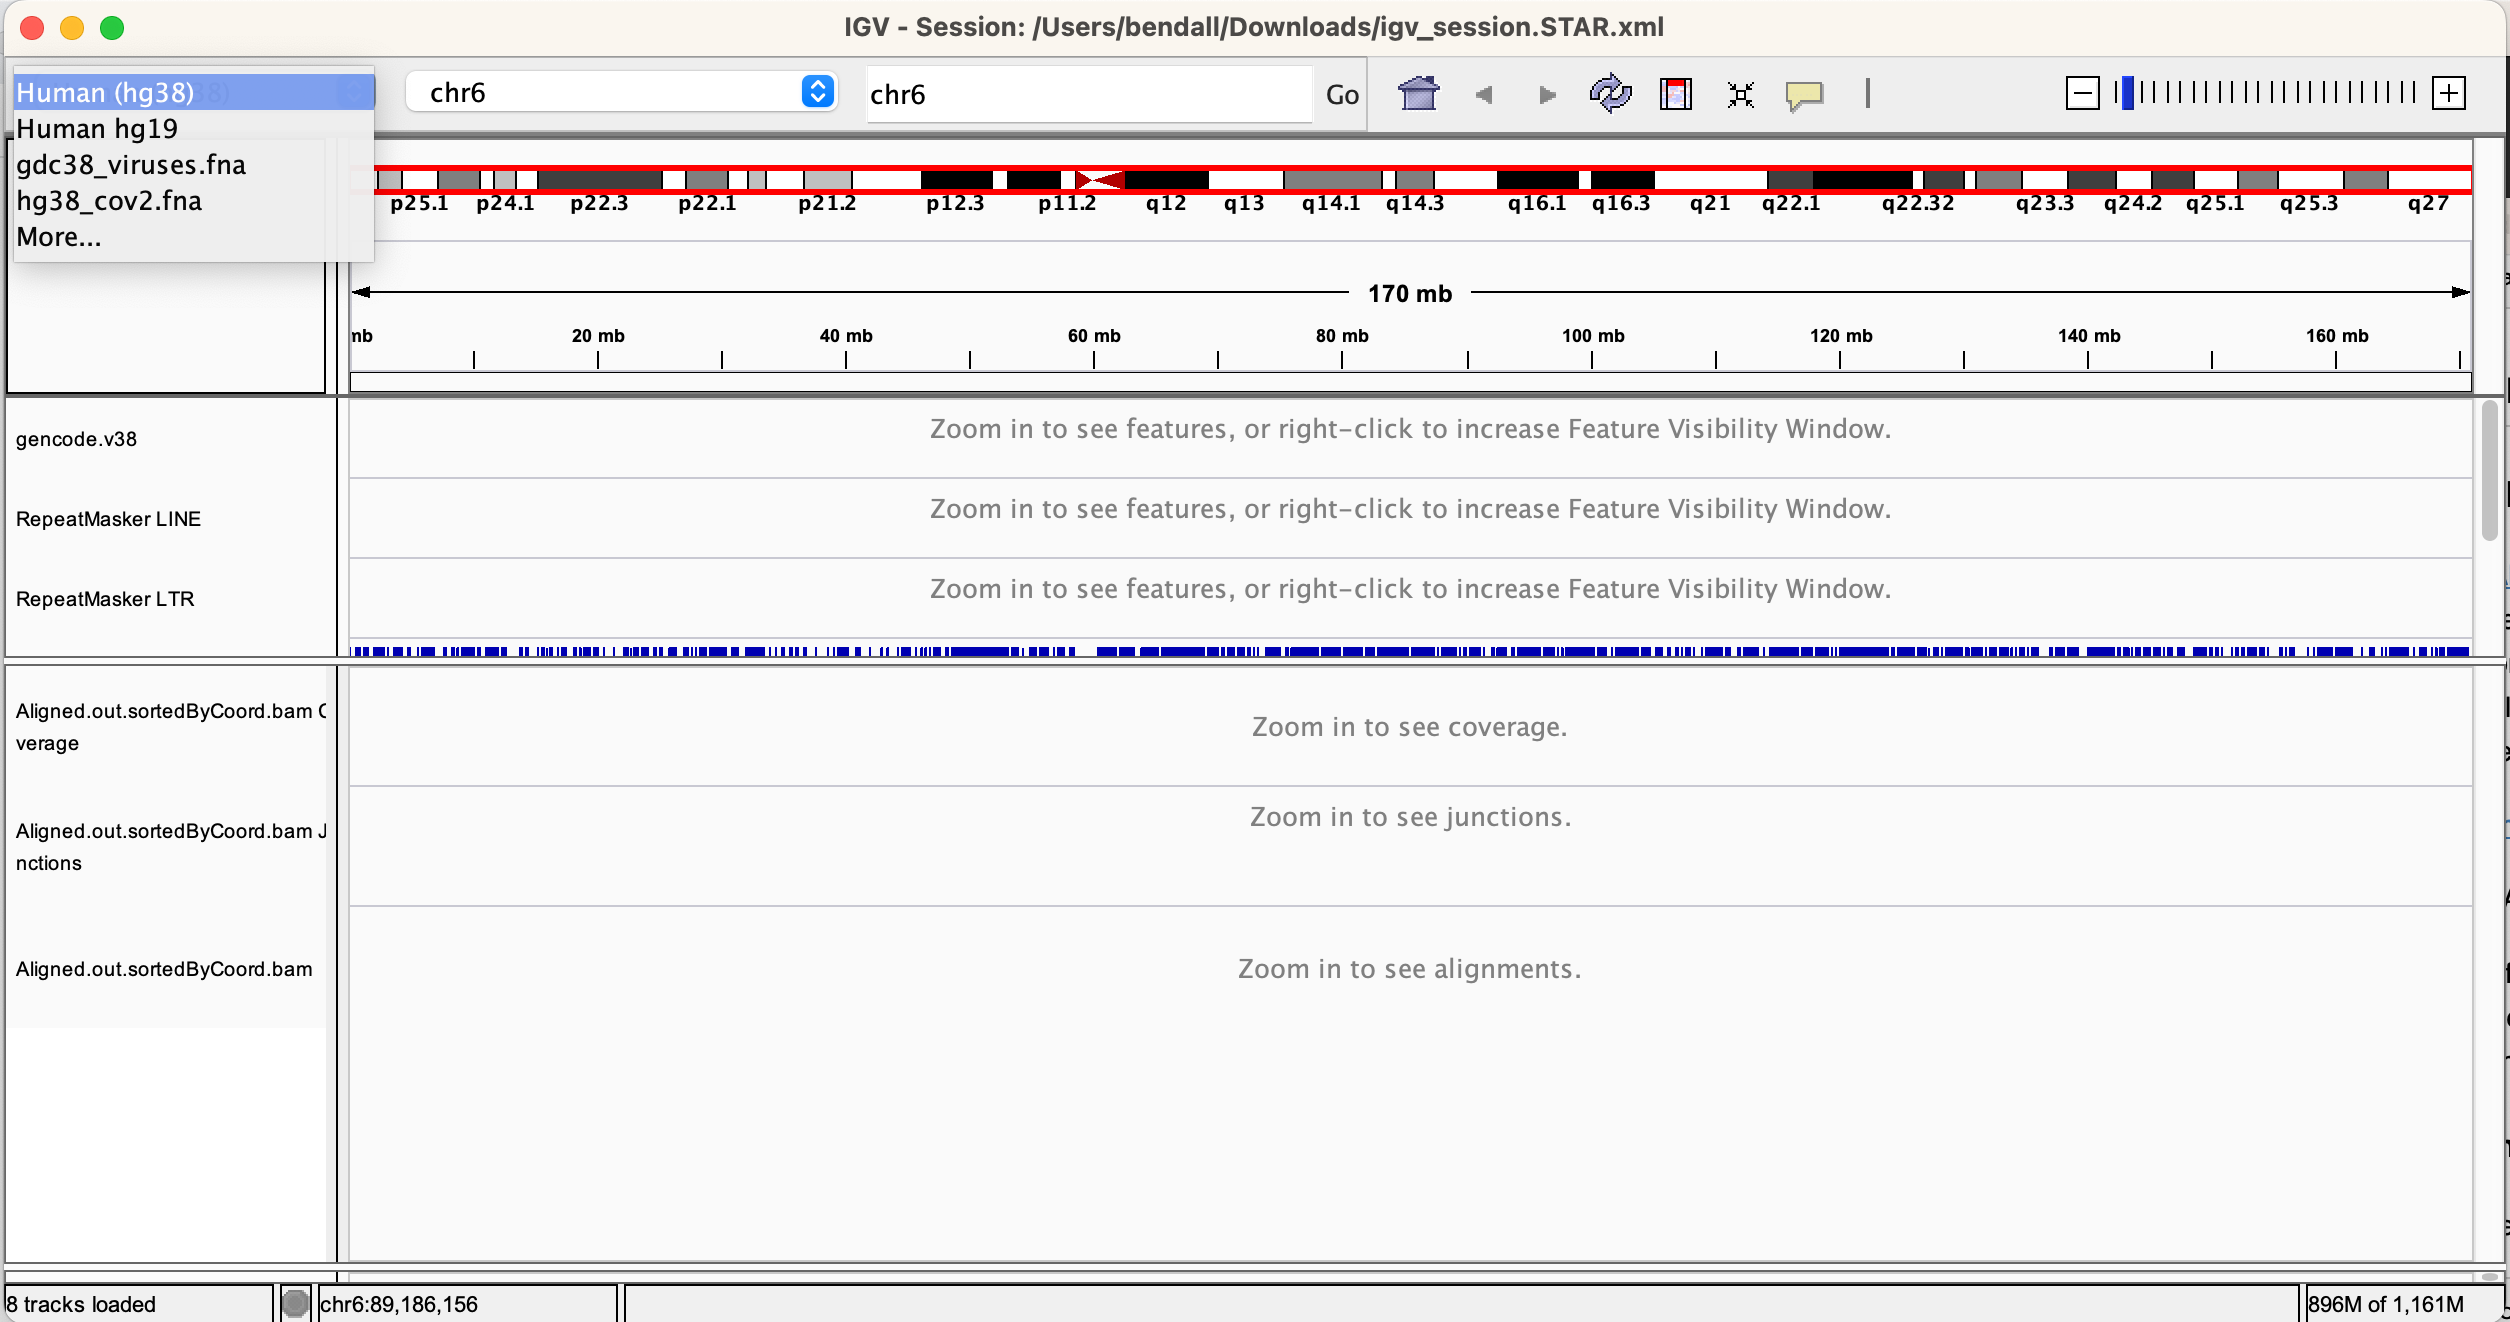 IGV - Session: /Users/bendall/Downloads/igv_session.STAR.xml
Human (hg38)
Human hg19
gdc38_viruses.fna
hg38_cov2.fna
More...
chr6
chr6
Go
p25.1 p24.1 p22.3 p22.1 p21.2 p12.3 p11.2 q12 q13 q14.1 q14.3 q16.1 q16.3 q21 q22.1 q22.32 q23.3 q24.2 q25.1 q25.3 q27
170 mb
mb 20 mb 40 mb 60 mb 80 mb 100 mb 120 mb 140 mb 160 mb
gencode.v38
Zoom in to see features, or right-click to increase Feature Visibility Window.
RepeatMasker LINE
Zoom in to see features, or right-click to increase Feature Visibility Window.
RepeatMasker LTR
Zoom in to see features, or right-click to increase Feature Visibility Window.
Aligned.out.sortedByCoord.bam C
verage
Zoom in to see coverage.
Aligned.out.sortedByCoord.bam J
nctions
Zoom in to see junctions.
Aligned.out.sortedByCoord.bam
Zoom in to see alignments.
8 tracks loaded
chr6:89,186,156
896M of 1,161M